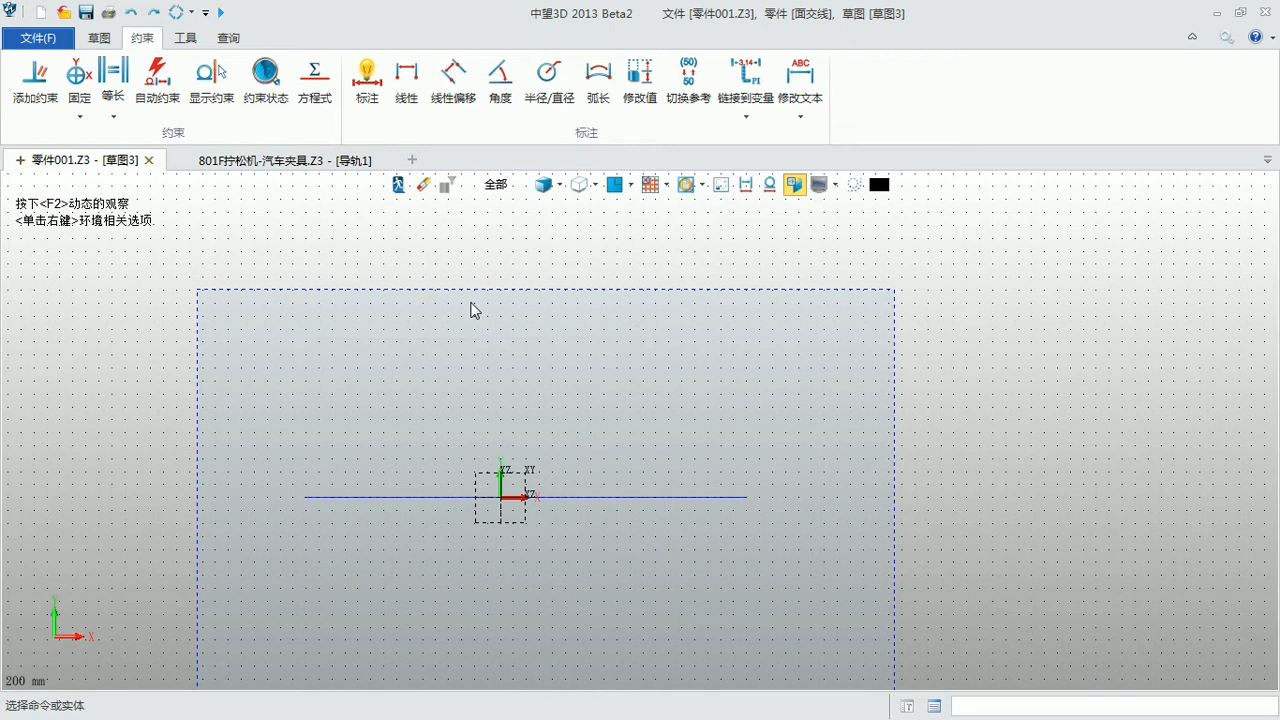 中望3D 2013 Beta2 文件 [零件001.Z3], 零件 [面交线], 草图 [草图3]
文件(F) 草图 约束 工具 查询
添加约束 固定 等长 自动约束 显示约束 约束状态 方程式 标注 线性 线性偏移 角度 半径/直径 弧长 修改值 切换参考 链接到变量 修改文本
约束 标注
零件001.Z3 - [草图3] 801F拧松机-汽车夹具.Z3 - [导轨1]
全部
按下<F2>动态的观察
<单击右键>环境相关选项.
Y
XZ XY
YZ X
Y
X
200 mm
选择命令或实体